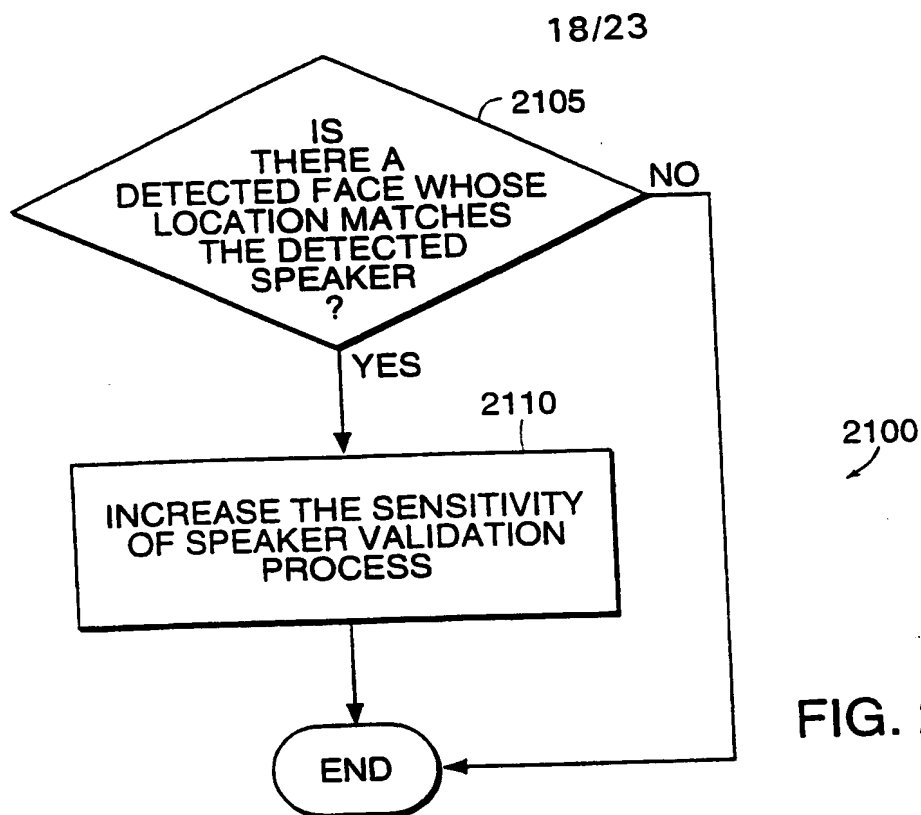 18/23
2105
IS
THERE A
DETECTED FACE WHOSE
LOCATION MATCHES
THE DETECTED
SPEAKER
?
NO
YES
2110
2100
INCREASE THE SENSITIVITY
OF SPEAKER VALIDATION
PROCESS
FIG.
END